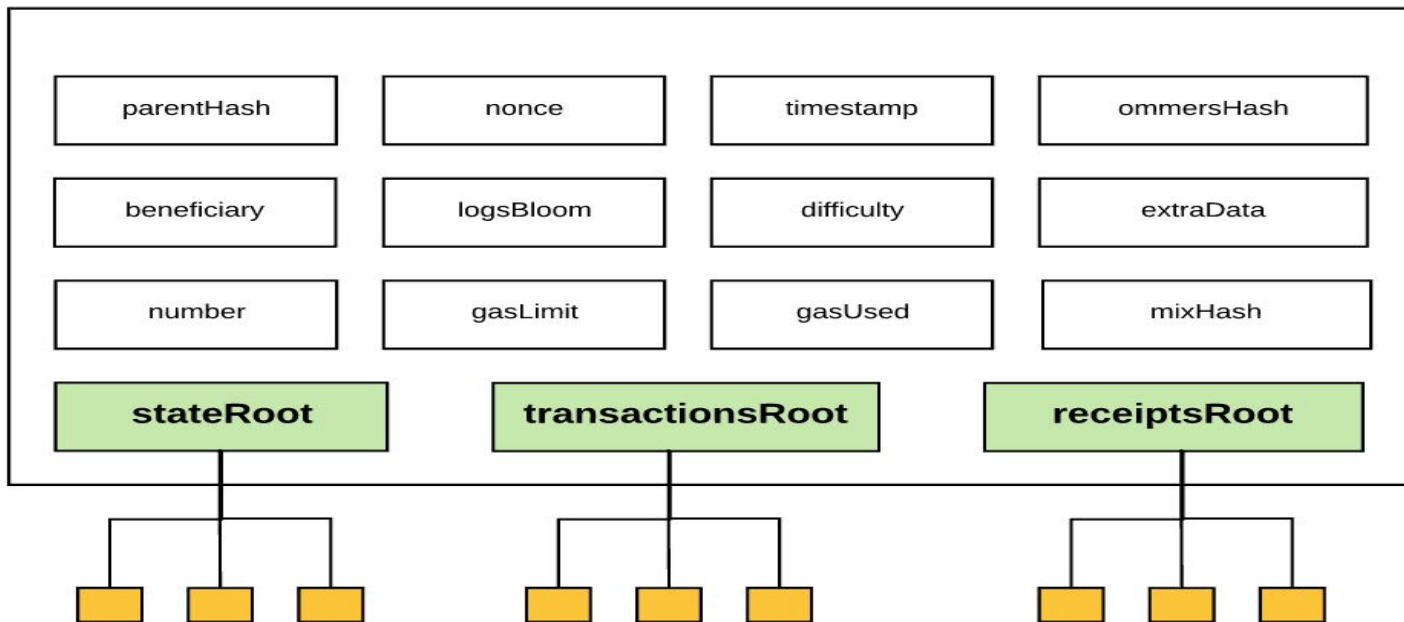 parentHash
nonce
timestamp
ommersHash
beneficiary
logsBloom
difficulty
extraData
number
gasLimit
gasUsed
mixHash
stateRoot
transactionsRoot
receiptsRoot